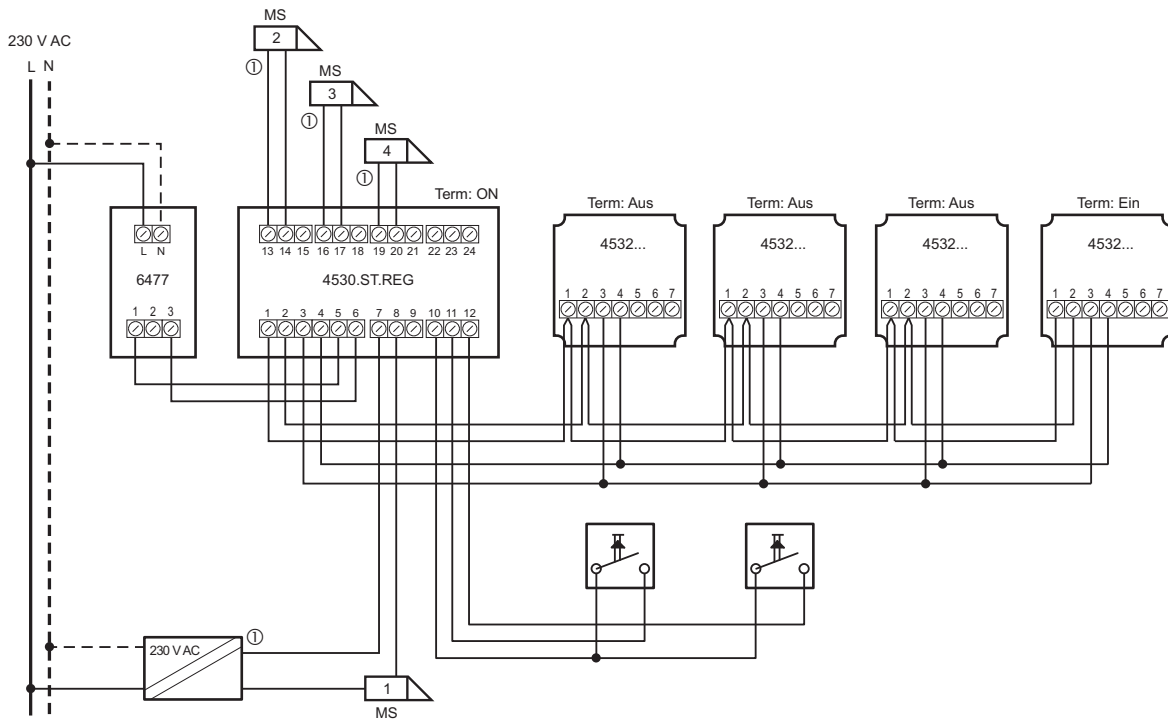 MS
2
①
230 V AC
L N
MS
3
①
MS
4
①
Term: ON
Term: Aus
Term: Aus
Term: Aus
Term: Ein
L N
6477
1 2 3
13 14 15 16 17 18 19 20 21 22 23 24
4530.ST.REG
1 2 3 4 5 6 7 8 9 10 11 12
4532...
1 2 3 4 5 6 7
4532...
1 2 3 4 5 6 7
4532...
1 2 3 4 5 6 7
4532...
1 2 3 4 5 6 7
230 V AC
①
1
MS